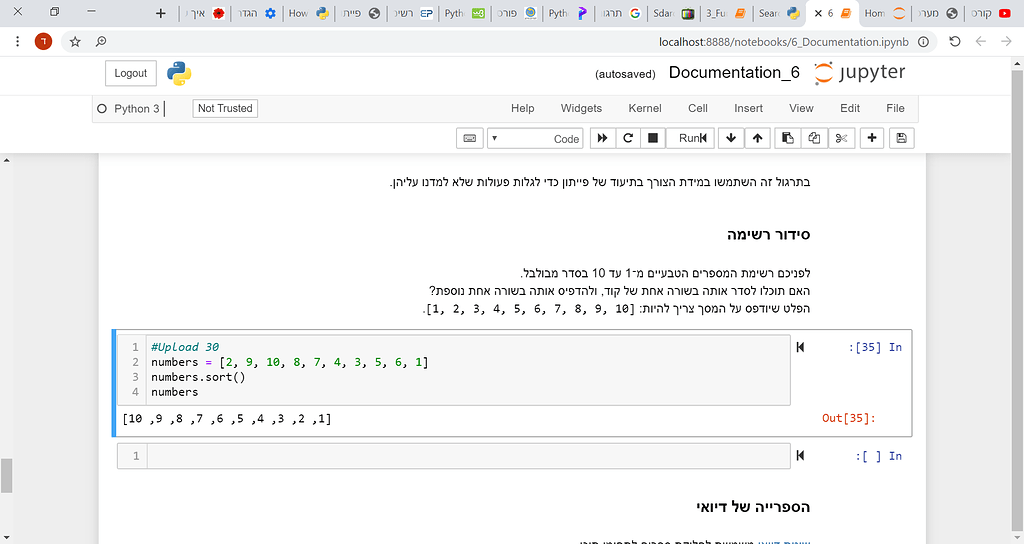 קורס
מערכ
Hom
6
Sear
3_Fu
Sdar
תרגו
Pyth
פורנ
Pyth
רשימ
פיית
How
הגדר
איך י
localhost:8888/notebooks/6_Documentation.ipynb
jupyter Documentation_6 (autosaved)
Logout
File Edit View Insert Cell Kernel Widgets Help
Not Trusted
Python 3
Run
Code
בתרגול זה השתמשו במידת הצורך בתיעוד של פייתון כדי לגלות פעולות שלא למדנו עליהן.
סידור רשימה
לפניכם רשימת המספרים הטבעיים מ־1 עד 10 בסדר מבולבל.
האם תוכלו לסדר אותה בשורה אחת של קוד, ולהדפיס אותה בשורה אחת נוספת?
הפלט שיודפס על המסך צריך להיות: [1, 2, 3, 4, 5, 6, 7, 8, 9, 10].
In [35]:
1 #Upload 30
2 numbers = [2, 9, 10, 8, 7, 4, 3, 5, 6, 1]
3 numbers.sort()
4 numbers
Out[35]:
[10 ,9 ,8 ,7 ,6 ,5 ,4 ,3 ,2 ,1]
In [ ]:
1
הספרייה של דיואי